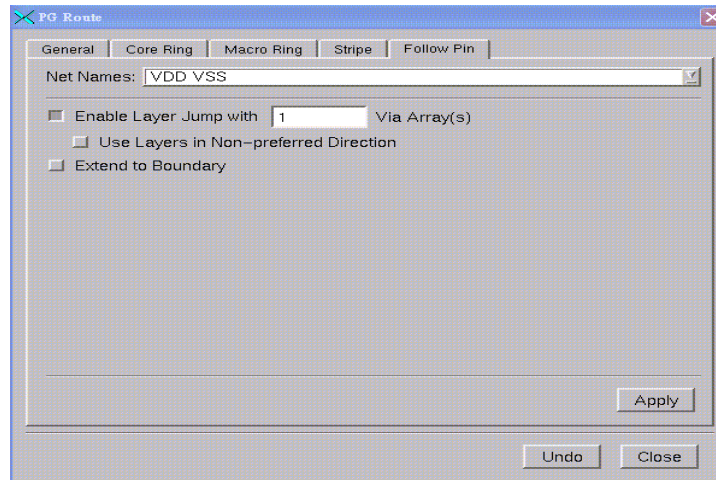 PG Route
General Core Ring Macro Ring Stripe Follow Pin
Net Names: VDD VSS
Enable Layer Jump with 1 Via Array(s)
Use Layers in Non-preferred Direction
Extend to Boundary
Apply
Undo Close